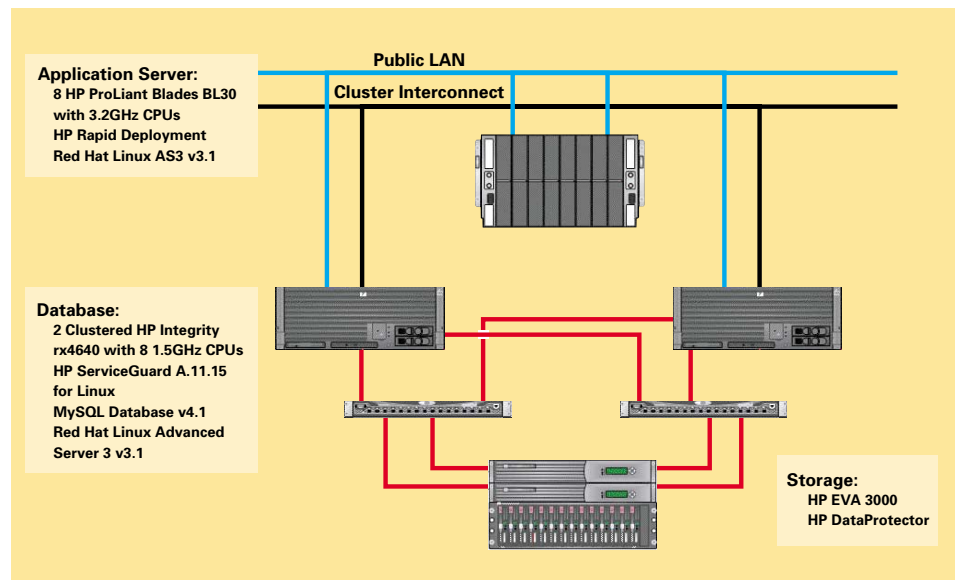 Public LAN
Cluster Interconnect
Application Server:
8 HP ProLiant Blades BL30
with 3.2GHz CPUs
HP Rapid Deployment
Red Hat Linux AS3 v3.1
Database:
2 Clustered HP Integrity
rx4640 with 8 1.5GHz CPUs
HP ServiceGuard A.11.15
for Linux
MySQL Database v4.1
Red Hat Linux Advanced
Server 3 v3.1
Storage:
HP EVA 3000
HP DataProtector